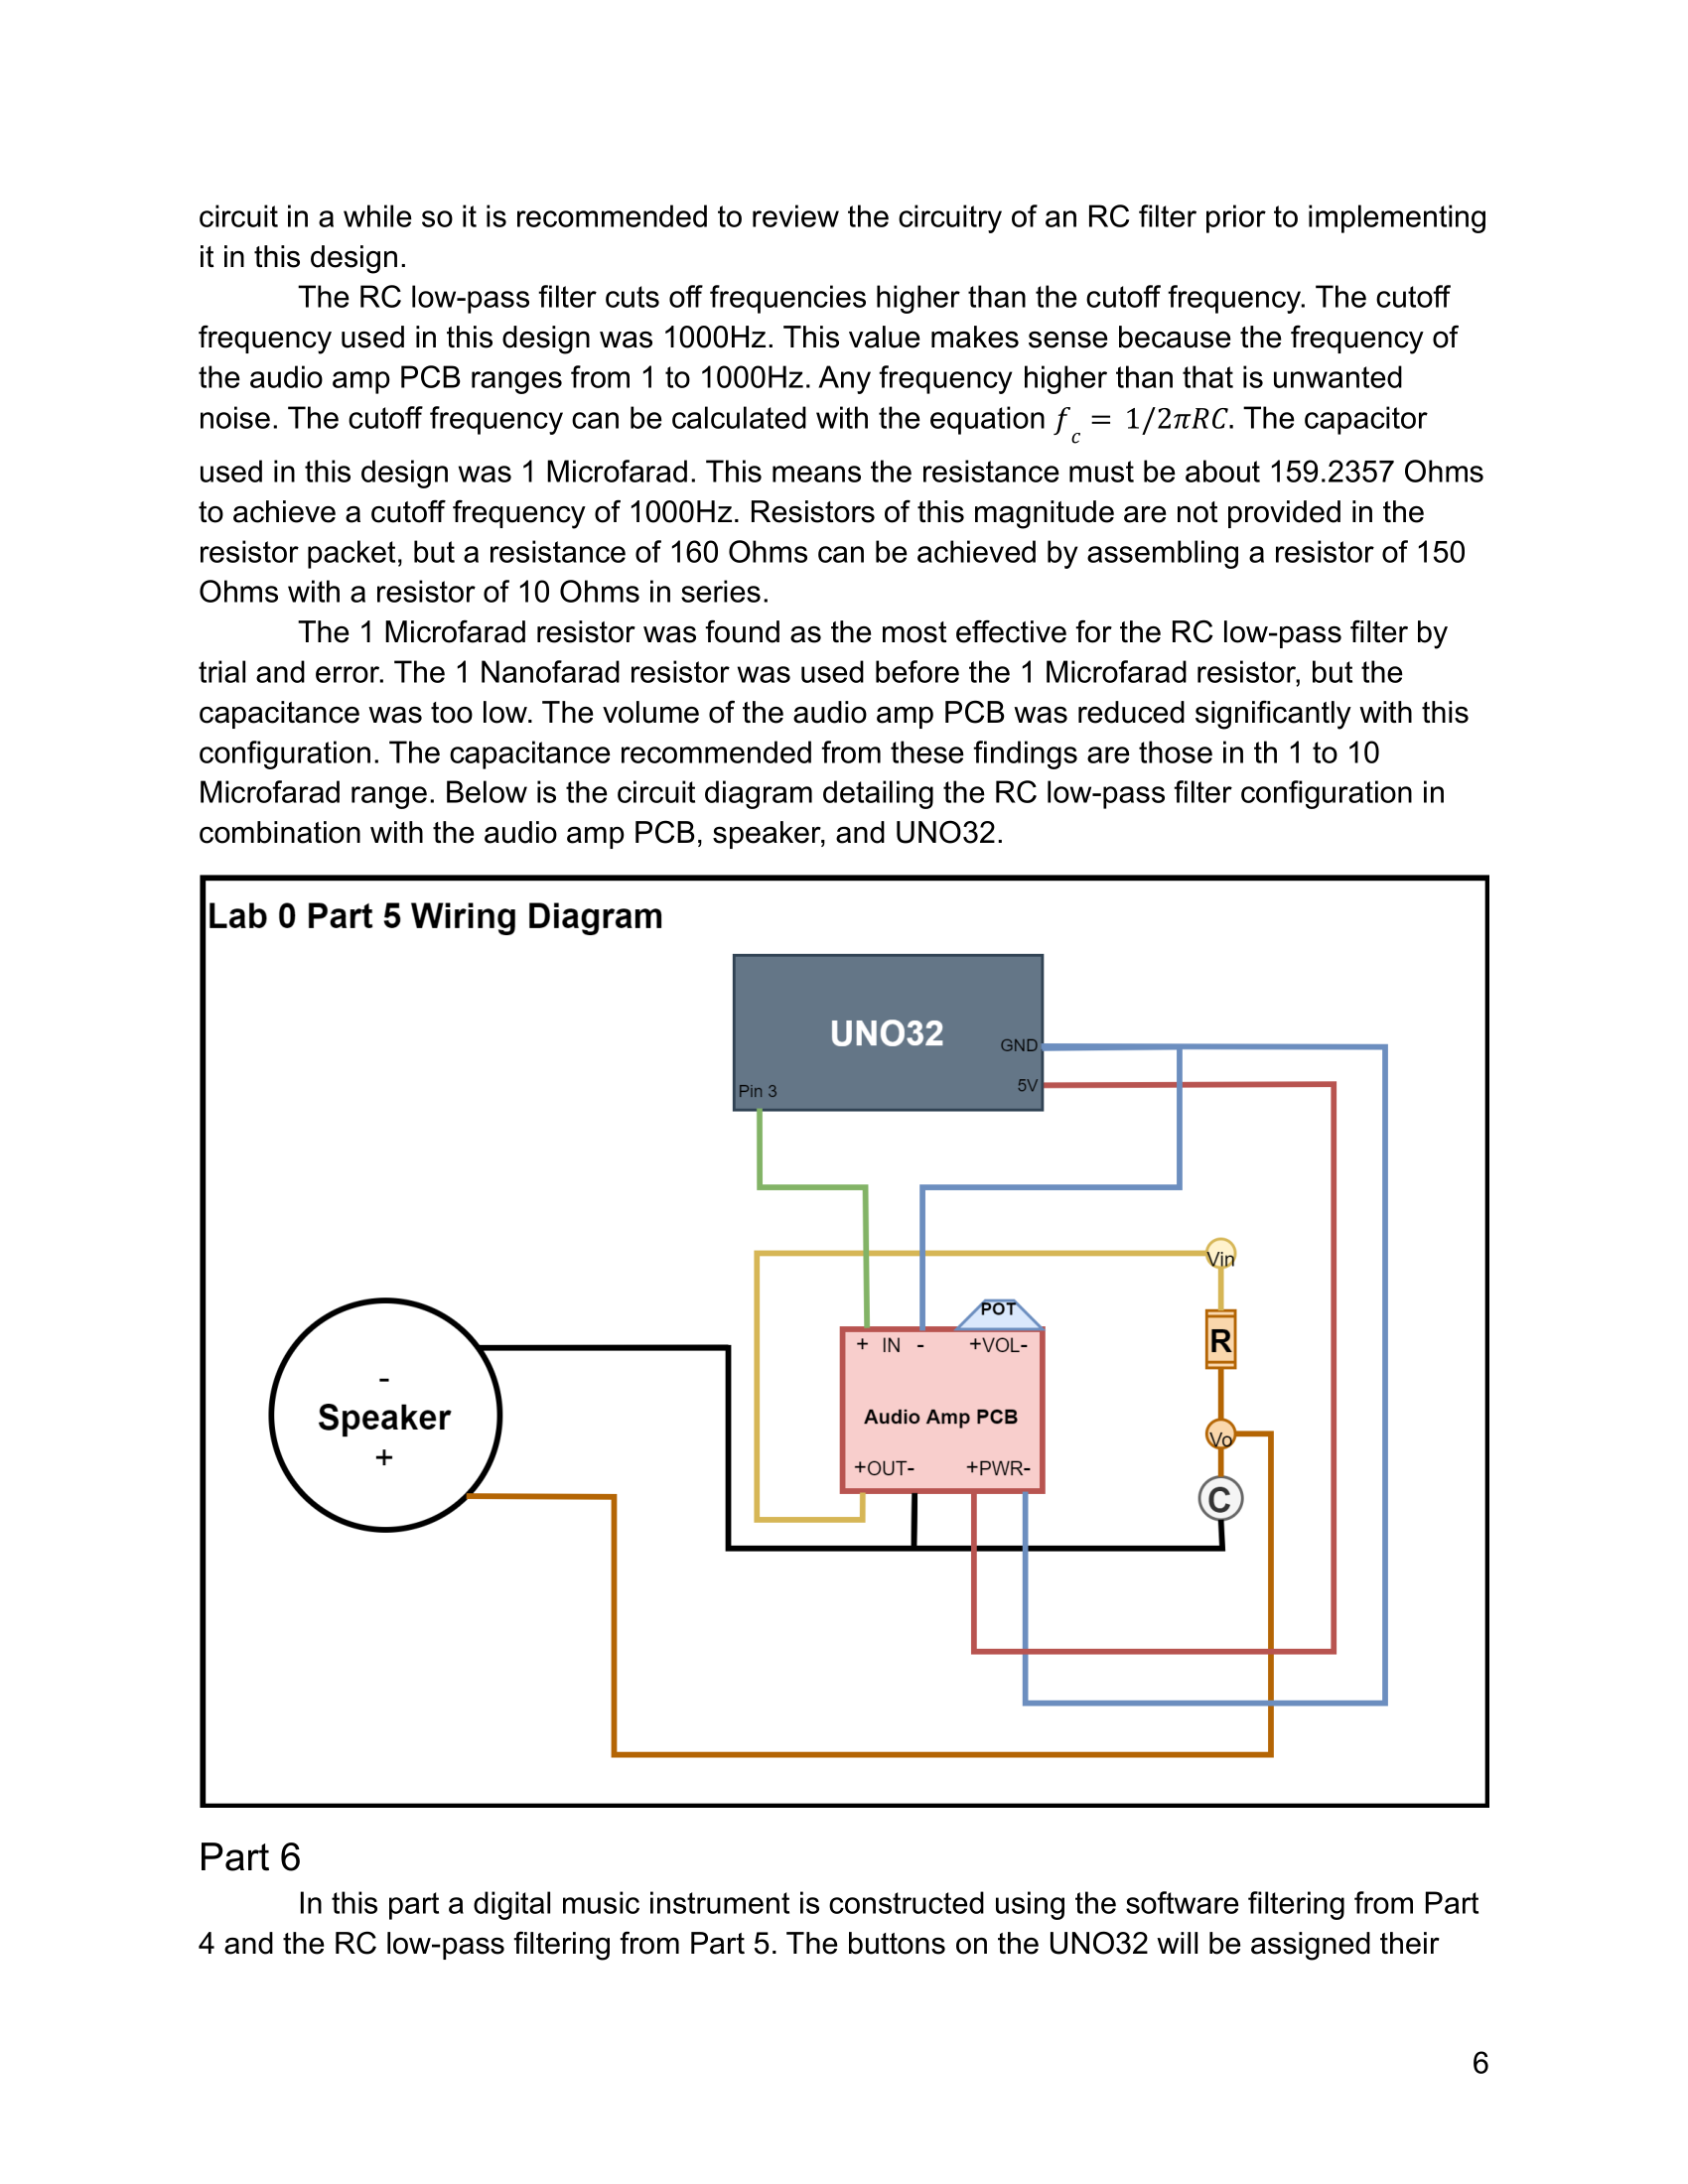 circuit in a while so it is recommended to review the circuitry of an RC filter prior to implementing
it in this design.
The RC low-pass filter cuts off frequencies higher than the cutoff frequency. The cutoff
frequency used in this design was 1000Hz. This value makes sense because the frequency of
the audio amp PCB ranges from 1 to 1000Hz. Any frequency higher than that is unwanted
noise. The cutoff frequency can be calculated with the equation f_c = 1/2πRC. The capacitor
used in this design was 1 Microfarad. This means the resistance must be about 159.2357 Ohms
to achieve a cutoff frequency of 1000Hz. Resistors of this magnitude are not provided in the
resistor packet, but a resistance of 160 Ohms can be achieved by assembling a resistor of 150
Ohms with a resistor of 10 Ohms in series.
The 1 Microfarad resistor was found as the most effective for the RC low-pass filter by
trial and error. The 1 Nanofarad resistor was used before the 1 Microfarad resistor, but the
capacitance was too low. The volume of the audio amp PCB was reduced significantly with this
configuration. The capacitance recommended from these findings are those in th 1 to 10
Microfarad range. Below is the circuit diagram detailing the RC low-pass filter configuration in
combination with the audio amp PCB, speaker, and UNO32.
Lab 0 Part 5 Wiring Diagram
UNO32
GND
5V
Pin 3
Vin
POT
+ IN - +VOL-
R
-
Speaker
+
Audio Amp PCB
Vo
+OUT- +PWR-
C
Part 6
In this part a digital music instrument is constructed using the software filtering from Part
4 and the RC low-pass filtering from Part 5. The buttons on the UNO32 will be assigned their
6